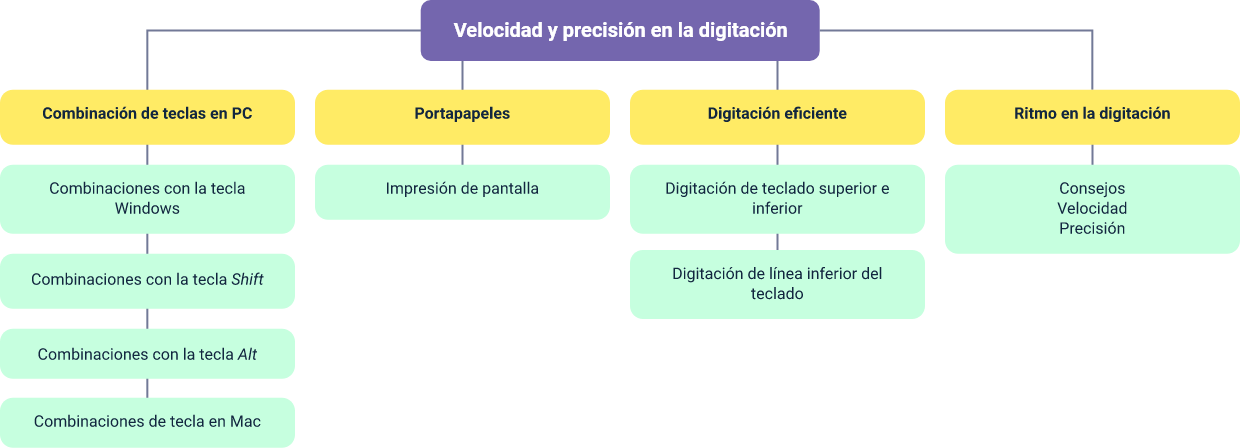 Velocidad y precisión en la digitación
Combinación de teclas en PC
Combinaciones con la tecla
Windows
Combinaciones con la tecla Shift
Combinaciones con la tecla Alt
Combinaciones de tecla en Mac
Portapapeles
Impresión de pantalla
Digitación eficiente
Digitación de teclado superior e
inferior
Digitación de línea inferior del
teclado
Ritmo en la digitación
Consejos
Velocidad
Precisión